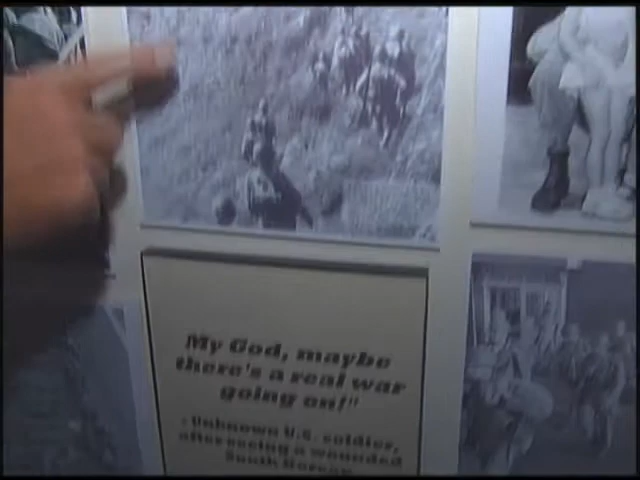 My God, maybe
there's a real war
going on!"
- Unknown U.S. soldier,
after seeing a wounded
South Korean